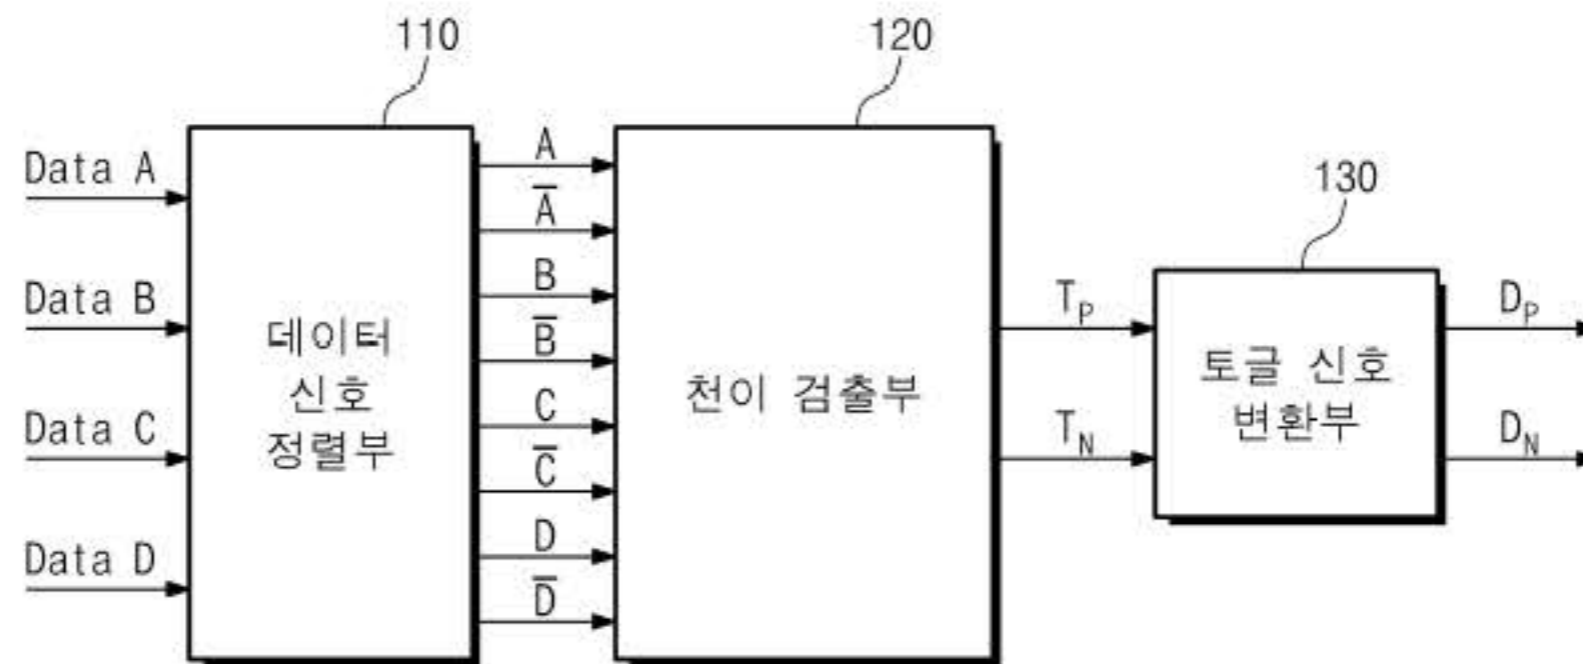 110
120
130
Data A
Data B
Data C
Data D
데이터
신호
정렬부
A
A̅
B
B̅
C
C̅
D
D̅
천이 검출부
T_P
T_N
토글 신호
변환부
D_P
D_N